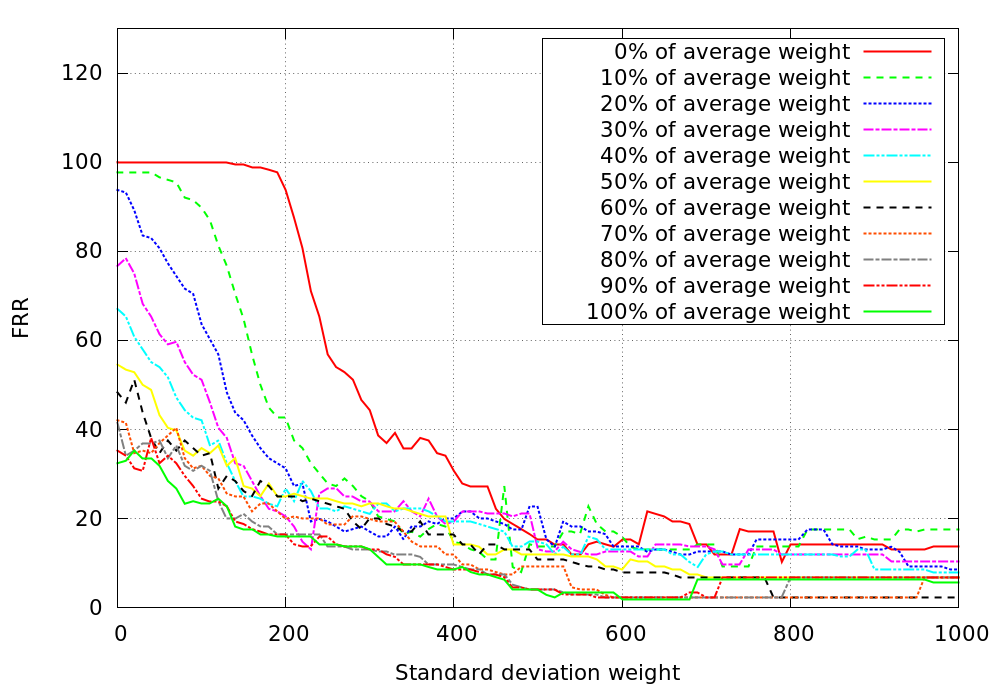 120
100
80
60
40
20
0
FRR
0% of average weight
10% of average weight
20% of average weight
30% of average weight
40% of average weight
50% of average weight
60% of average weight
70% of average weight
80% of average weight
90% of average weight
100% of average weight
0 200 400 600 800 1000
Standard deviation weight